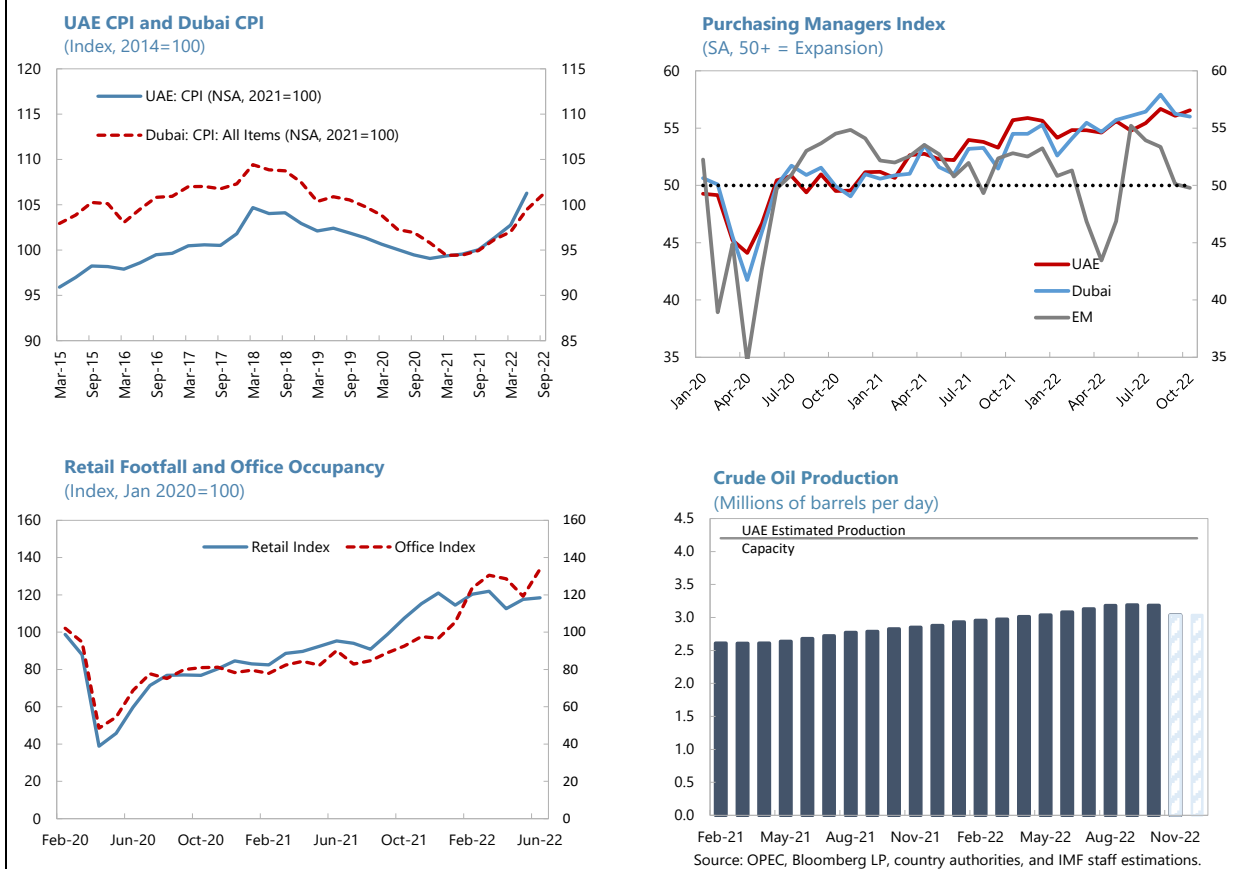 UAE CPI and Dubai CPI
(Index, 2014=100)
120
115
110
105
100
95
90
115
110
105
100
95
90
85
UAE: CPI (NSA, 2021=100)
Dubai: CPI: All Items (NSA, 2021=100)
Mar-15
Sep-15
Mar-16
Sep-16
Mar-17
Sep-17
Mar-18
Sep-18
Mar-19
Sep-19
Mar-20
Sep-20
Mar-21
Sep-21
Mar-22
Sep-22
Purchasing Managers Index
(SA, 50+ = Expansion)
60
55
50
45
40
35
60
55
50
45
40
35
UAE
Dubai
EM
Jan-20
Apr-20
Jul-20
Oct-20
Jan-21
Apr-21
Jul-21
Oct-21
Jan-22
Apr-22
Jul-22
Oct-22
Retail Footfall and Office Occupancy
(Index, Jan 2020=100)
160
140
120
100
80
60
40
20
0
160
140
120
100
80
60
40
20
0
Retail Index
Office Index
Feb-20
Jun-20
Oct-20
Feb-21
Jun-21
Oct-21
Feb-22
Jun-22
Crude Oil Production
(Millions of barrels per day)
4.5
4.0
3.5
3.0
2.5
2.0
1.5
1.0
0.5
0.0
UAE Estimated Production
Capacity
Feb-21
May-21
Aug-21
Nov-21
Feb-22
May-22
Aug-22
Nov-22
Source: OPEC, Bloomberg LP, country authorities, and IMF staff estimations.